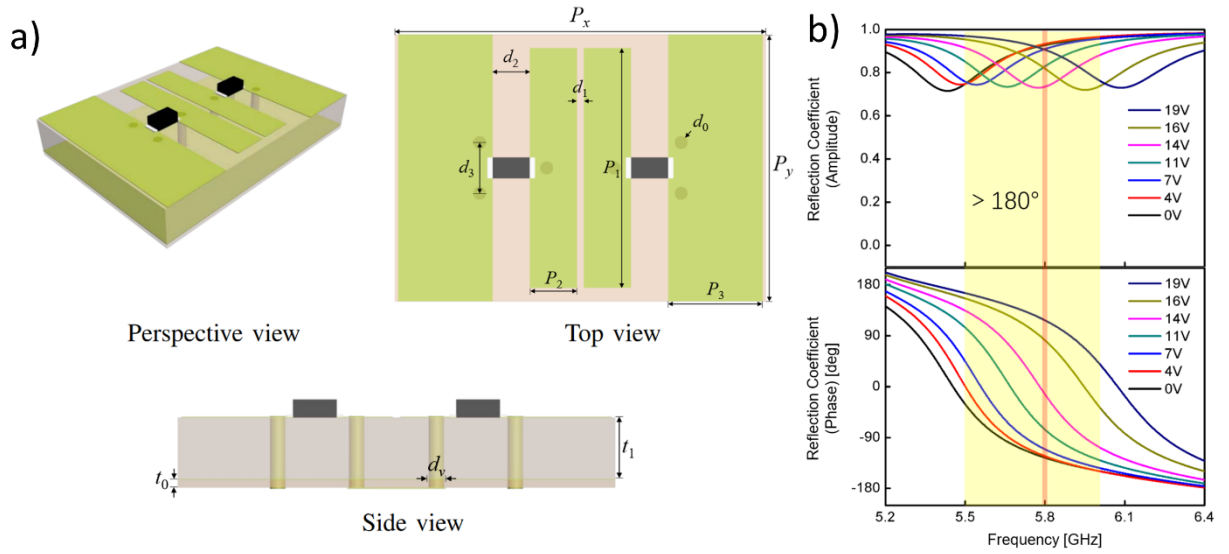 a)
Perspective view
Pₓ
d₂
d₁
d₀
d₃
P₁
P_y
P₂
P₃
Top view
t₀
d_v
t₁
Side view
b)
Reflection Coefficient
(Amplitude)
1.0
0.8
0.6
0.4
0.2
0.0
> 180°
19V
16V
14V
11V
7V
4V
0V
Reflection Coefficient
(Phase) [deg]
180
90
0
-90
-180
19V
16V
14V
11V
7V
4V
0V
5.2
5.5
5.8
6.1
6.4
Frequency [GHz]